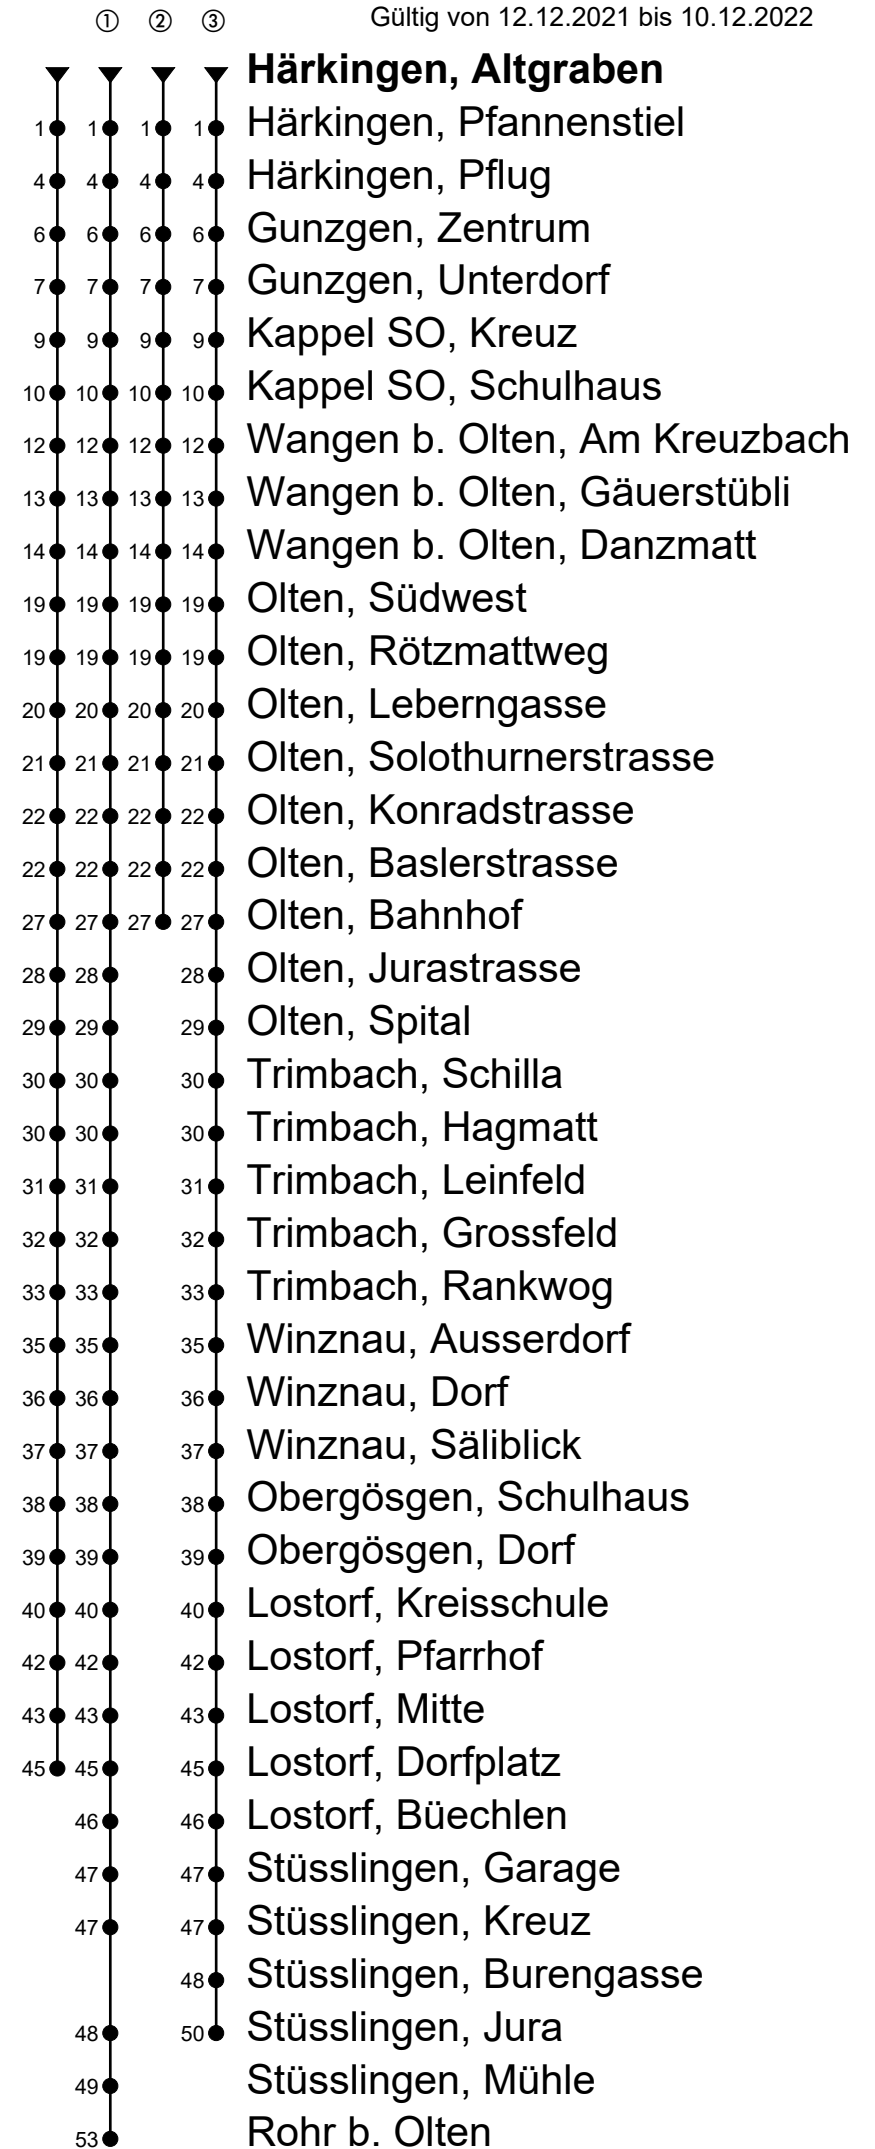 ① ② ③ Gültig von 12.12.2021 bis 10.12.2022
Härkingen, Altgraben
1 1 1 1 Härkingen, Pfannenstiel
4 4 4 4 Härkingen, Pflug
6 6 6 6 Gunzgen, Zentrum
7 7 7 7 Gunzgen, Unterdorf
9 9 9 9 Kappel SO, Kreuz
10 10 10 10 Kappel SO, Schulhaus
12 12 12 12 Wangen b. Olten, Am Kreuzbach
13 13 13 13 Wangen b. Olten, Gäuerstübli
14 14 14 14 Wangen b. Olten, Danzmatt
19 19 19 19 Olten, Südwest
19 19 19 19 Olten, Rötzmattweg
20 20 20 20 Olten, Leberngasse
21 21 21 21 Olten, Solothurnerstrasse
22 22 22 22 Olten, Konradstrasse
22 22 22 22 Olten, Baslerstrasse
27 27 27 27 Olten, Bahnhof
28 28 28 Olten, Jurastrasse
29 29 29 Olten, Spital
30 30 30 Trimbach, Schilla
30 30 30 Trimbach, Hagmatt
31 31 31 Trimbach, Leinfeld
32 32 32 Trimbach, Grossfeld
33 33 33 Trimbach, Rankwog
35 35 35 Winznau, Ausserdorf
36 36 36 Winznau, Dorf
37 37 37 Winznau, Säliblick
38 38 38 Obergösgen, Schulhaus
39 39 39 Obergösgen, Dorf
40 40 40 Lostorf, Kreisschule
42 42 42 Lostorf, Pfarrhof
43 43 43 Lostorf, Mitte
45 45 45 Lostorf, Dorfplatz
46 46 Lostorf, Büechlen
47 47 Stüsslingen, Garage
47 47 Stüsslingen, Kreuz
48 Stüsslingen, Burengasse
48 50 Stüsslingen, Jura
49 Stüsslingen, Mühle
53 Rohr b. Olten